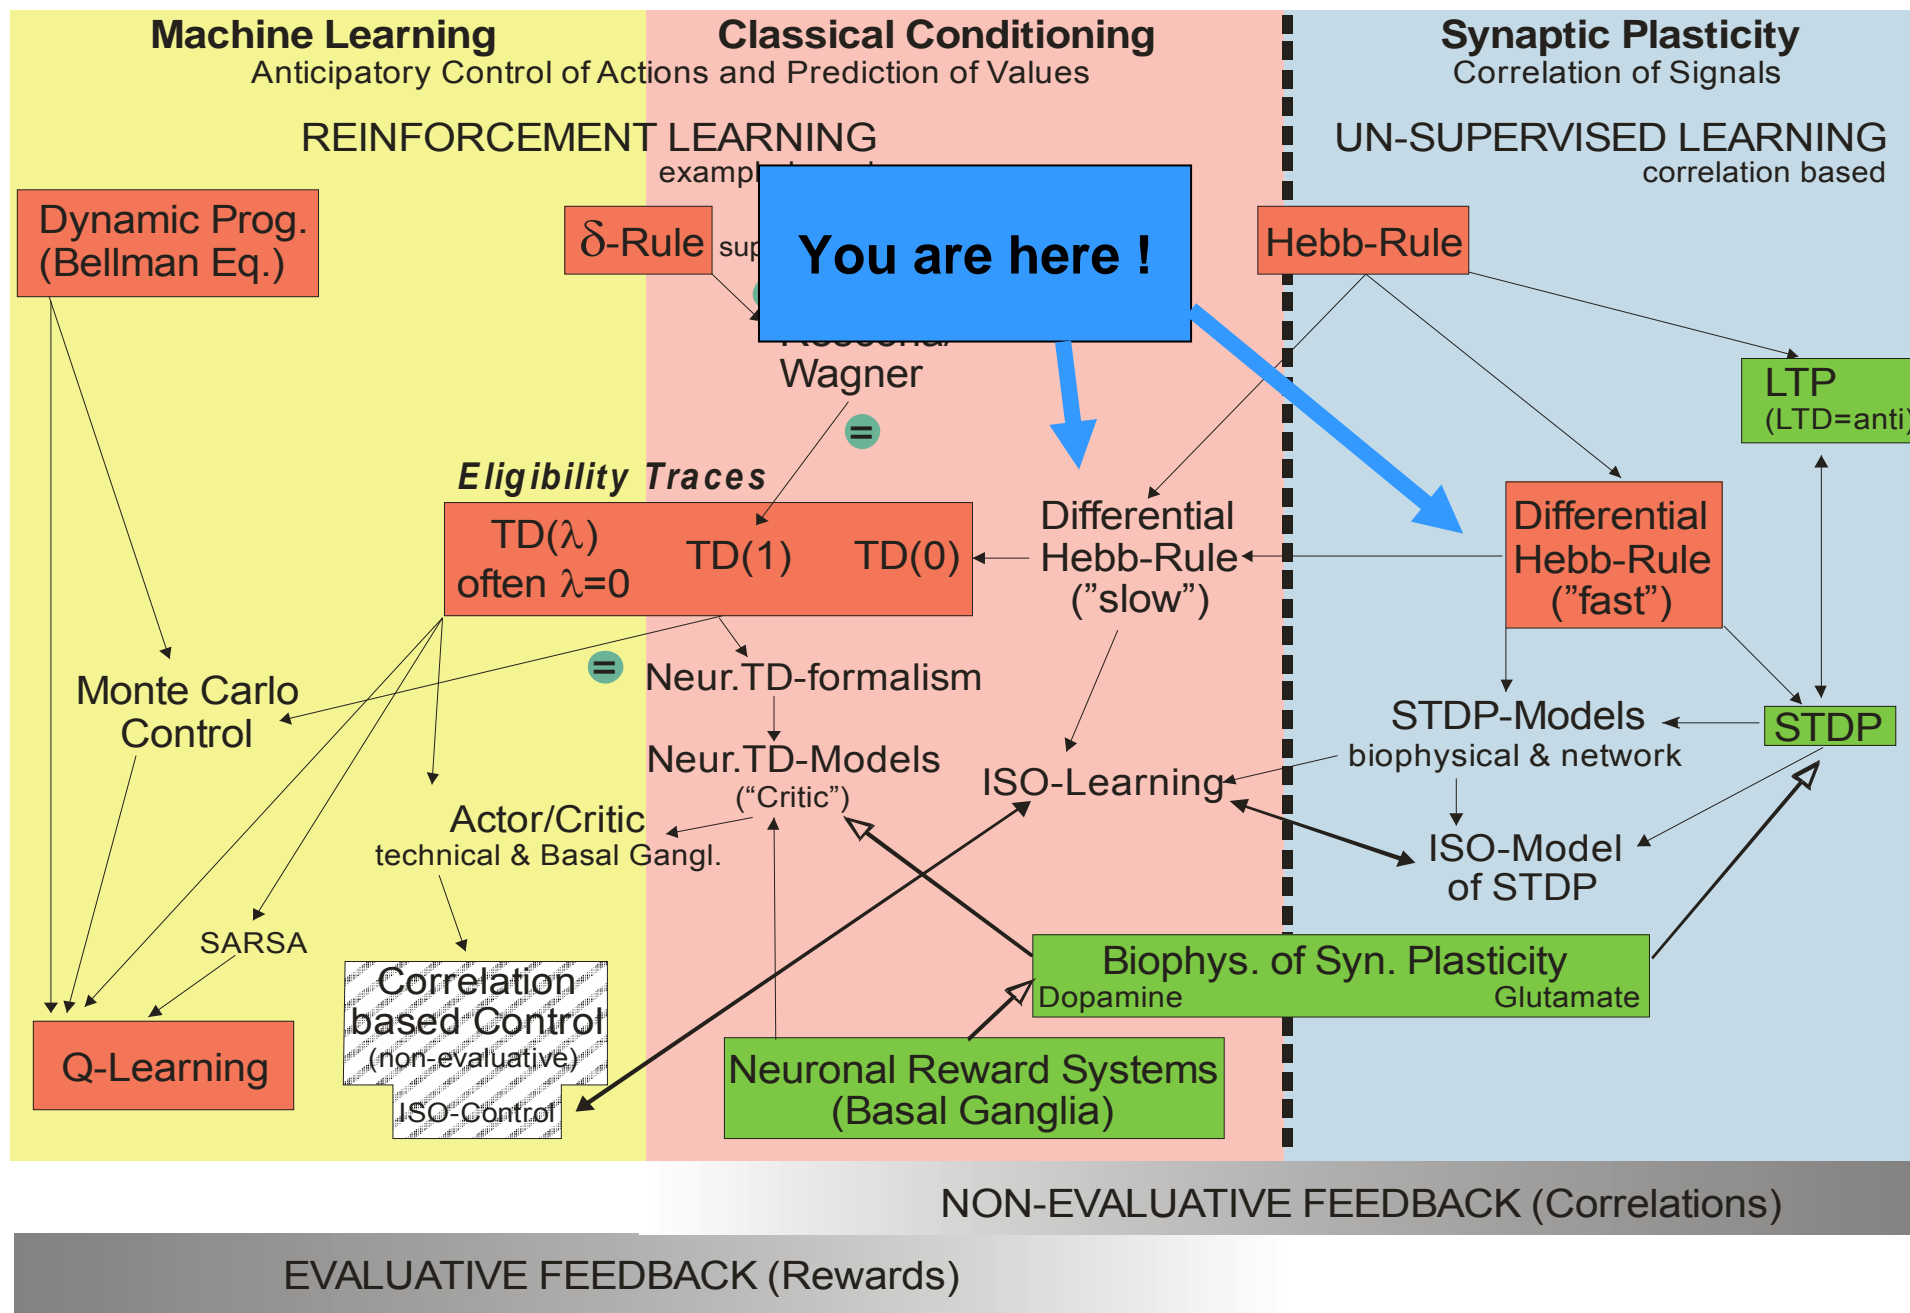 Machine Learning
Classical Conditioning
Synaptic Plasticity
Anticipatory Control of Actions and Prediction of Values
Correlation of Signals
REINFORCEMENT LEARNING
UN-SUPERVISED LEARNING
correlation based
Dynamic Prog.
(Bellman Eq.)
δ-Rule
You are here !
Hebb-Rule
Wagner
=
LTP
(LTD=anti)
Eligibility Traces
TD(λ)
often λ=0
TD(1)
TD(0)
Differential
Hebb-Rule
(”slow”)
Differential
Hebb-Rule
(”fast”)
=
Monte Carlo
Control
Neur.TD-formalism
STDP-Models
biophysical & network
STDP
Neur.TD-Models
(“Critic”)
ISO-Learning
Actor/Critic
technical & Basal Gangl.
ISO-Model
of STDP
SARSA
Correlation
based Control
(non-evaluative)
ISO-Control
Biophys. of Syn. Plasticity
Dopamine
Glutamate
Q-Learning
Neuronal Reward Systems
(Basal Ganglia)
NON-EVALUATIVE FEEDBACK (Correlations)
EVALUATIVE FEEDBACK (Rewards)